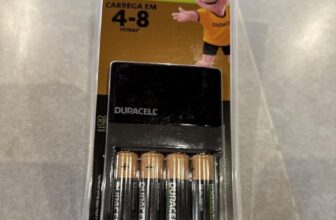 CARREGA EM
4-8
HORAS*
DURACELL